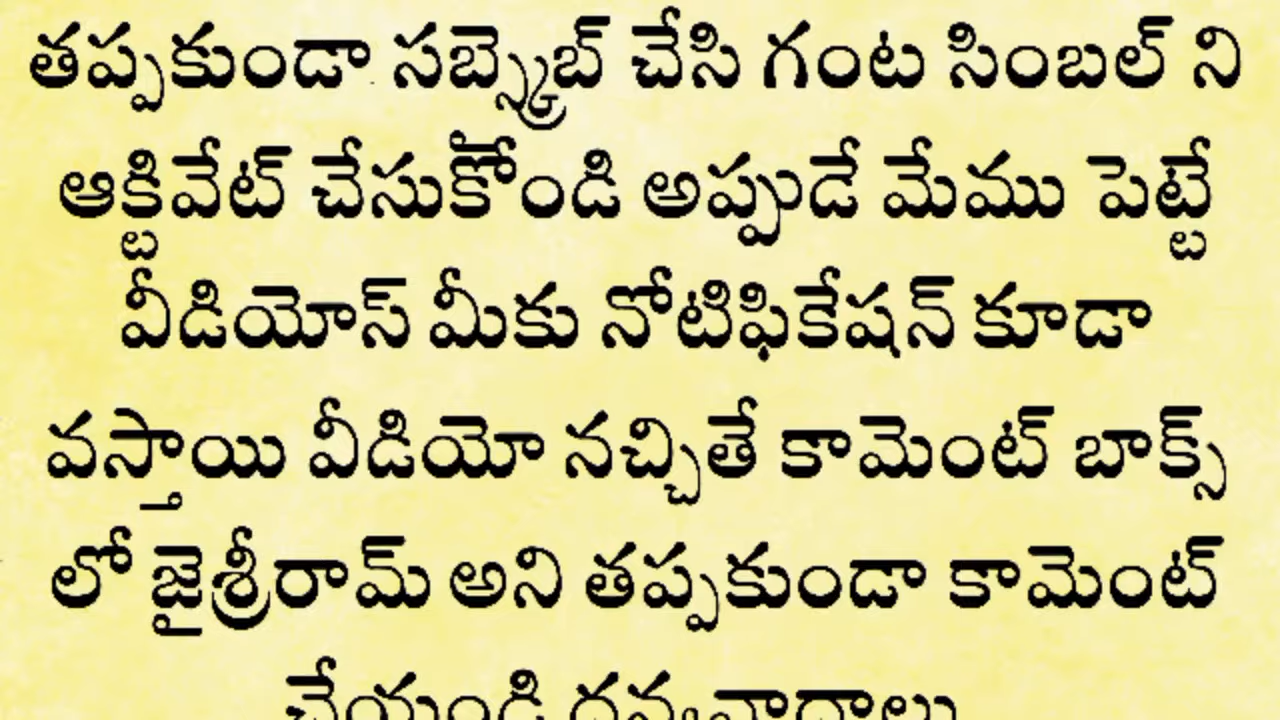 తప్పకుండా సబ్స్క్రైబ్ చేసి గంట సింబల్ ని
ఆక్టివేట్ చేసుకోండి అప్పుడే మేము పెట్టే
వీడియోస్ మీకు నోటిఫికేషన్ కూడా
వస్తాయి వీడియో నచ్చితే కామెంట్ బాక్స్
లో జైశ్రీరామ్ అని తప్పకుండా కామెంట్
చేయండి ధన్యవాదాలు